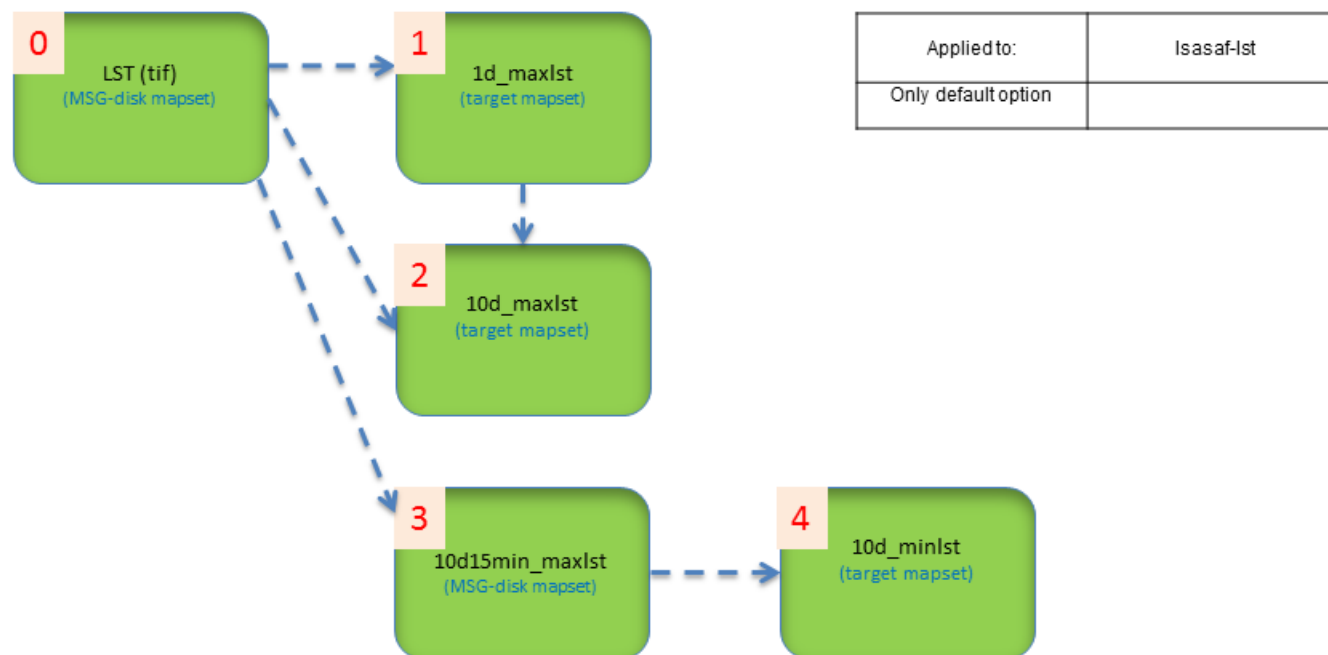 0
LST (tif)
(MSG-disk mapset)
1
1d_maxlst
(target mapset)
Applied to:
lsasaf-lst
Only default option
2
10d_maxlst
(target mapset)
3
10d15min_maxlst
(MSG-disk mapset)
4
10d_minlst
(target mapset)